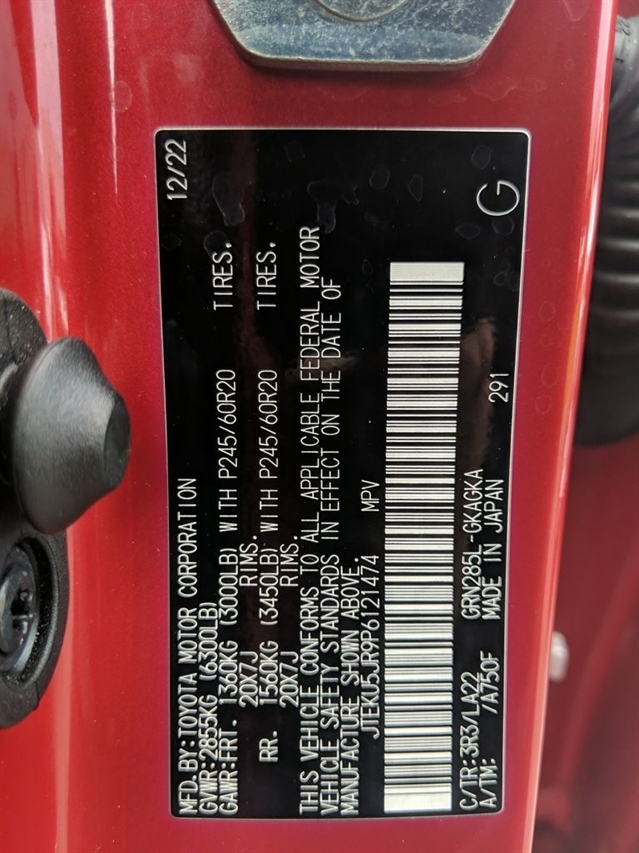 MFD. BY:TOYOTA MOTOR CORPORATION 12/22
GVWR:2855KG (6300LB)
GAWR:FRT. 1360KG (3000LB) WITH P245/60R20 TIRES.
20X7J RIMS.
RR. 1560KG (3450LB) WITH P245/60R20 TIRES.
20X7J RIMS.
THIS VEHICLE CONFORMS TO ALL APPLICABLE FEDERAL MOTOR
VEHICLE SAFETY STANDARDS IN EFFECT ON THE DATE OF
MANUFACTURE SHOWN ABOVE.
JTEKU5JR9P6121474 MPV
C/TR:3R3/LA22 GRN285L-GKAGKA
A/TM: /A750F MADE IN JAPAN 291 G